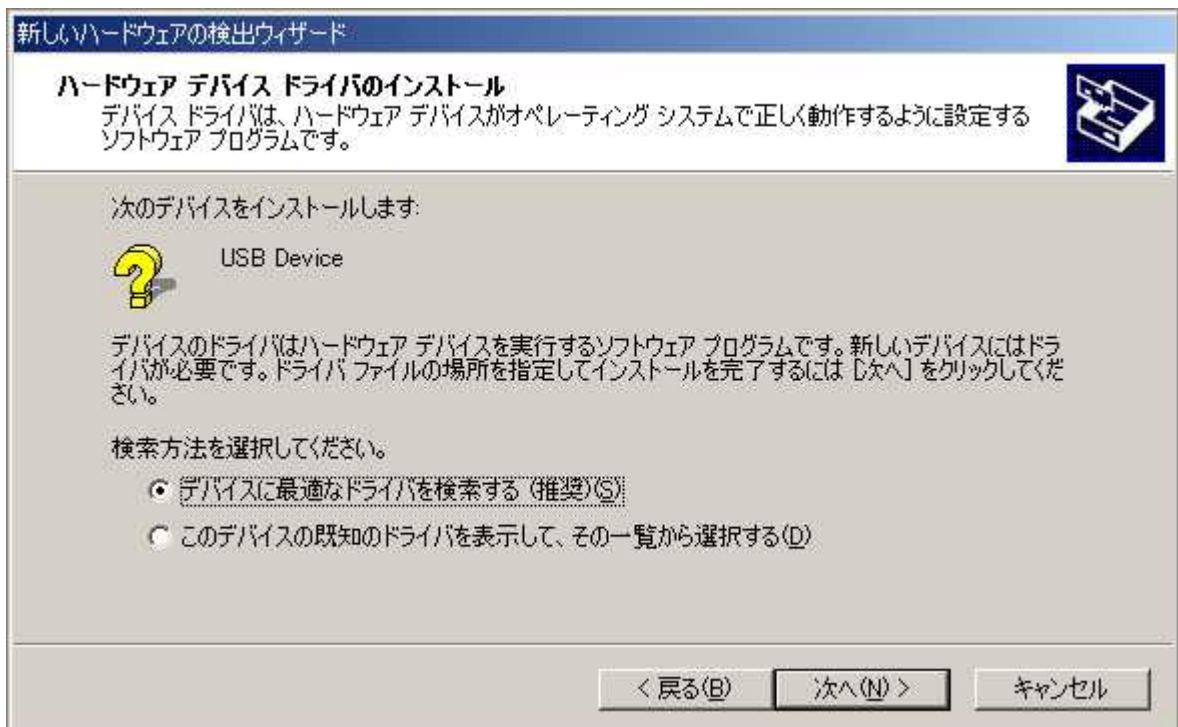 新しいハードウェアの検出ウィザード
ハードウェア デバイス ドライバのインストール
デバイス ドライバは、ハードウェア デバイスがオペレーティング システムで正しく動作するように設定する
ソフトウェア プログラムです。
次のデバイスをインストールします:
USB Device
デバイスのドライバはハードウェア デバイスを実行するソフトウェア プログラムです。新しいデバイスにはドラ
イバが必要です。ドライバ ファイルの場所を指定してインストールを完了するには [次へ] をクリックしてくだ
さい。
検索方法を選択してください。
デバイスに最適なドライバを検索する (推奨)(S)
このデバイスの既知のドライバを表示して、その一覧から選択する(D)
< 戻る(B) 次へ(N) > キャンセル